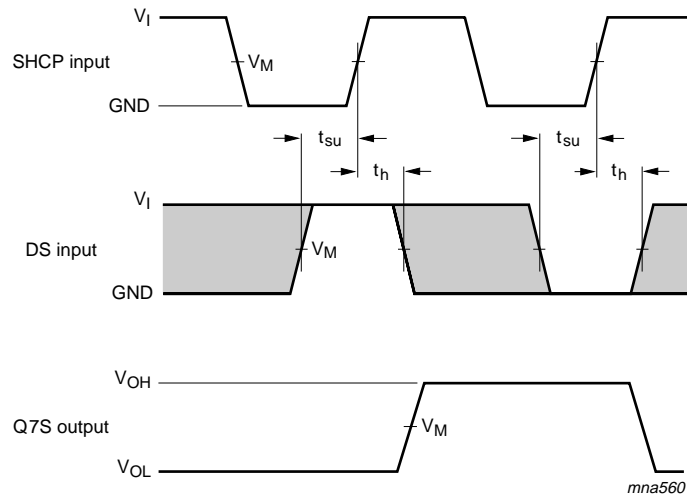 V_I
SHCP input
V_M
GND
t_su
t_su
t_h
t_h
V_I
DS input
V_M
GND
V_OH
Q7S output
V_M
V_OL
mna560